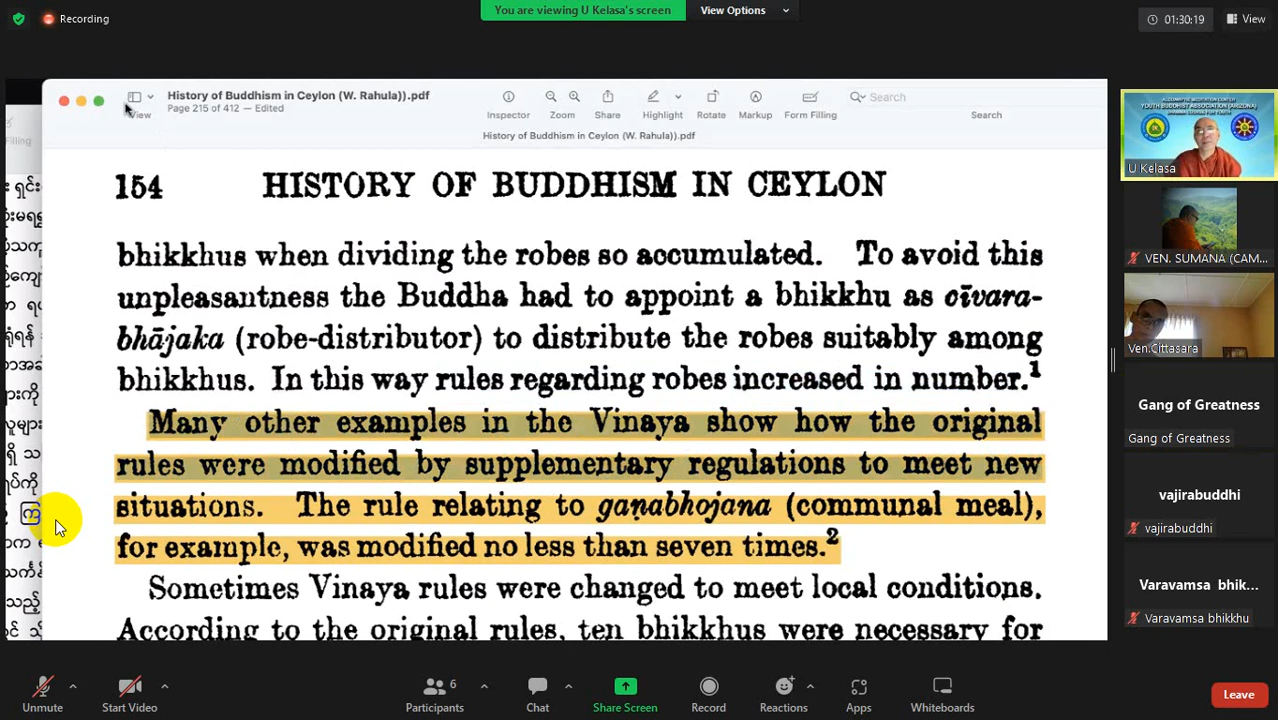 Recording
You are viewing U Kelasa's screen
View Options
01:30:19
View
History of Buddhism in Ceylon (W. Rahula)).pdf
Page 215 of 412 — Edited
View
Inspector
Zoom
Share
Highlight
Rotate
Markup
Form Filling
Search
Search
History of Buddhism in Ceylon (W. Rahula)).pdf
154 HISTORY OF BUDDHISM IN CEYLON
bhikkhus when dividing the robes so accumulated. To avoid this
unpleasantness the Buddha had to appoint a bhikkhu as cīvara-
bhājaka (robe-distributor) to distribute the robes suitably among
bhikkhus. In this way rules regarding robes increased in number.1
Many other examples in the Vinaya show how the original
rules were modified by supplementary regulations to meet new
situations. The rule relating to gaṇabhojana (communal meal),
for example, was modified no less than seven times.2
Sometimes Vinaya rules were changed to meet local conditions.
According to the original rules, ten bhikkhus were necessary for
YOUTH BUDDHIST ASSOCIATION (ARIZONA)
U Kelasa
VEN. SUMANA (CAM...
Ven.Cittasara
Gang of Greatness
Gang of Greatness
vajirabuddhi
vajirabuddhi
Varavamsa bhik...
Varavamsa bhikkhu
Unmute
Start Video
Participants
6
Chat
Share Screen
Record
Reactions
Apps
Whiteboards
Leave